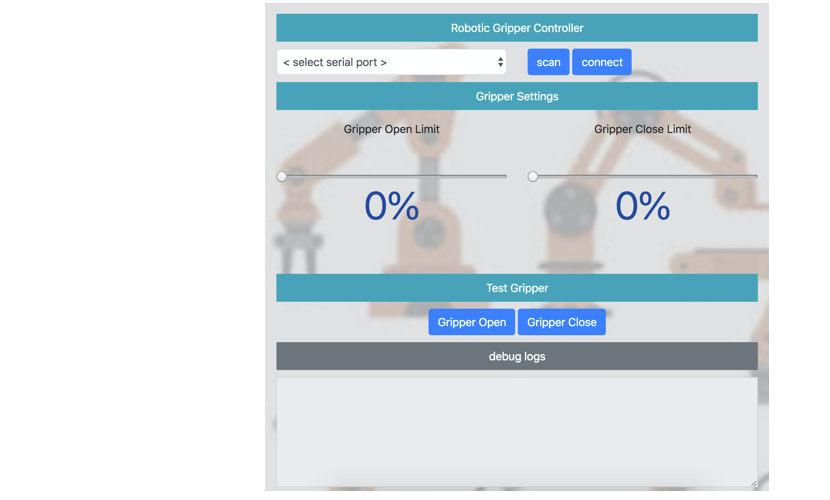 Robotic Gripper Controller
< select serial port >
scan
connect
Gripper Settings
Gripper Open Limit
Gripper Close Limit
0%
0%
Test Gripper
Gripper Open
Gripper Close
debug logs